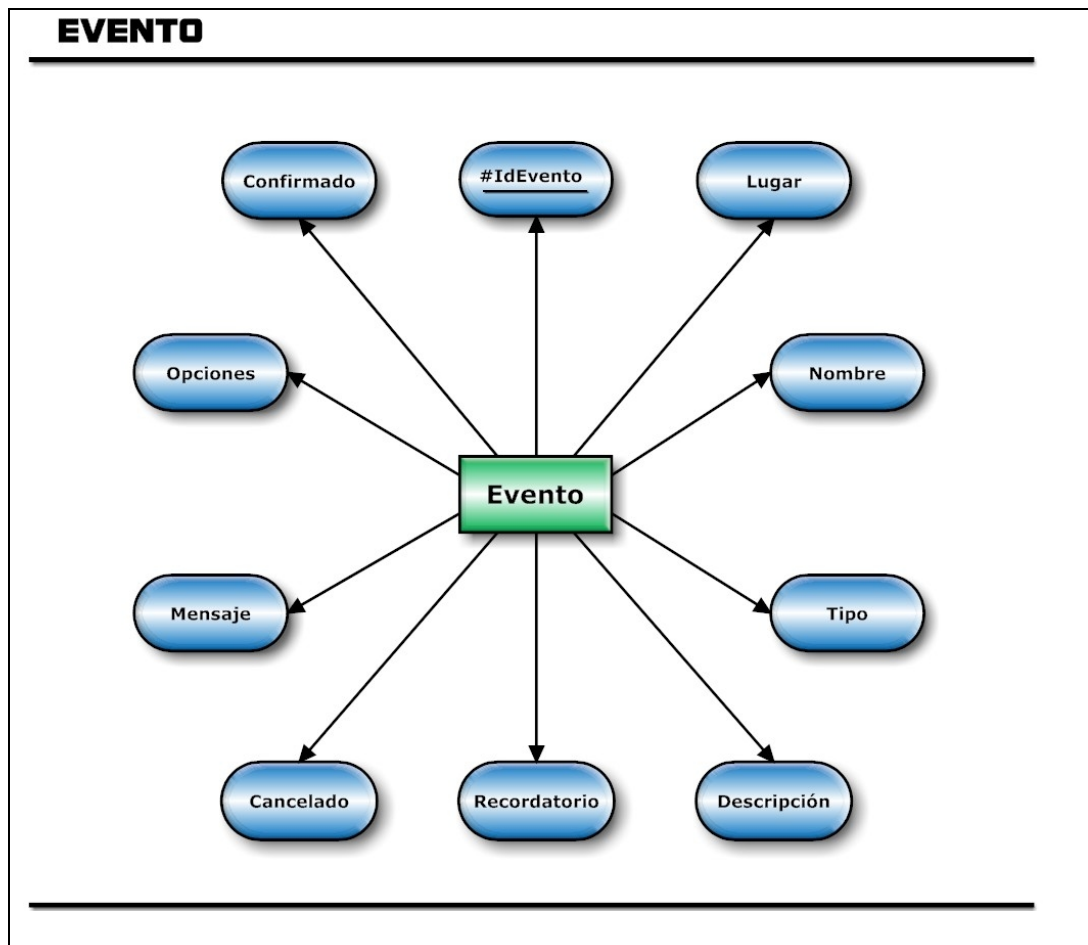 EVENTO
Confirmado
#IdEvento
Lugar
Opciones
Nombre
Evento
Mensaje
Tipo
Cancelado
Recordatorio
Descripción